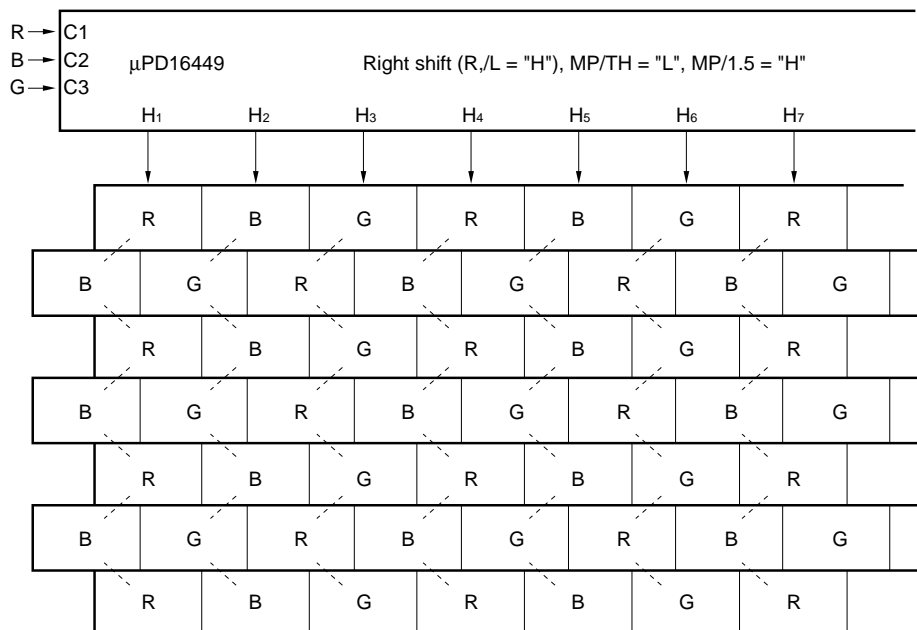 R C1
B C2
G C3
μPD16449 Right shift (R,/L = "H"), MP/TH = "L", MP/1.5 = "H"
H1 H2 H3 H4 H5 H6 H7
R B G R B G R
B G R B G R B G
R B G R B G R
B G R B G R B G
R B G R B G R
B G R B G R B G
R B G R B G R